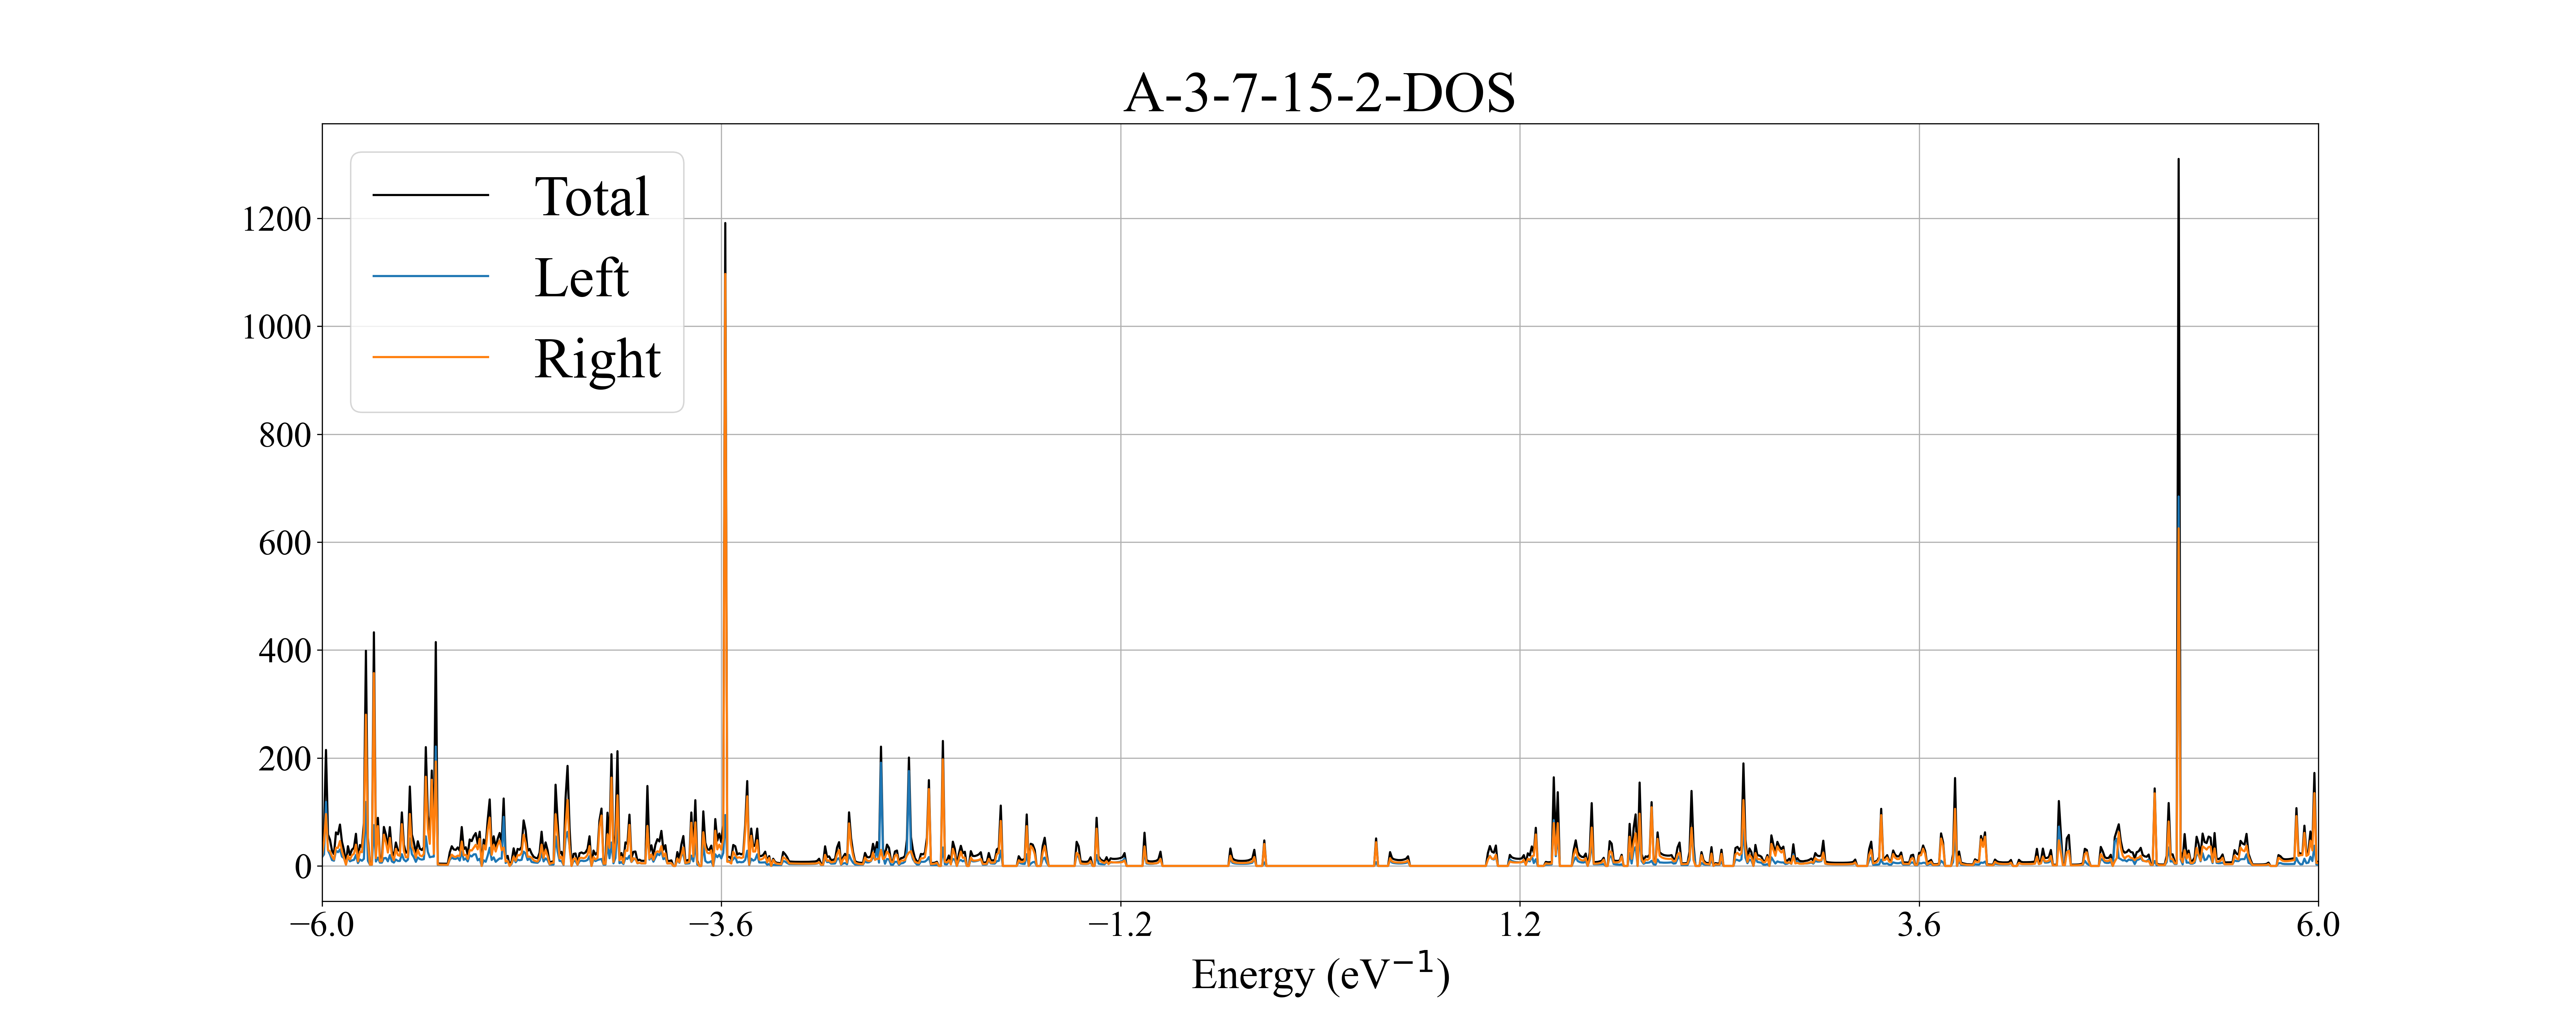 A-3-7-15-2-DOS
Total
Left
Right
1200
1000
800
600
400
200
0
−6.0 −3.6 −1.2 1.2 3.6 6.0
Energy (eV⁻¹)